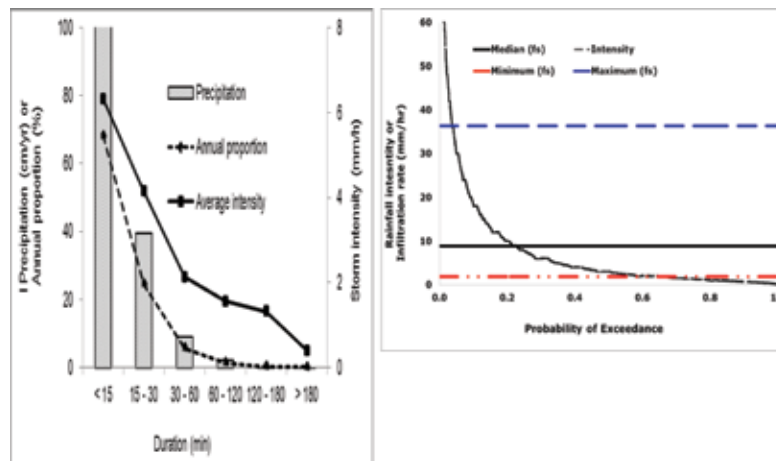 I Precipitation (cm/yr) or
Annual proportion (%)
100
80
60
40
20
0
Precipitation
Annual proportion
Average intensity
8
6
4
2
0
Storm intensity (mm/h)
<15
15 - 30
30 - 60
60 - 120
120 - 180
>180
Duration (min)
Rainfall intesntity or
Infiltration rate (mm/hr)
60
50
40
30
20
10
0
Median (fs)
Intensity
Minimum (fs)
Maximum (fs)
0.0
0.2
0.4
0.6
0.8
Probability of Exceedance